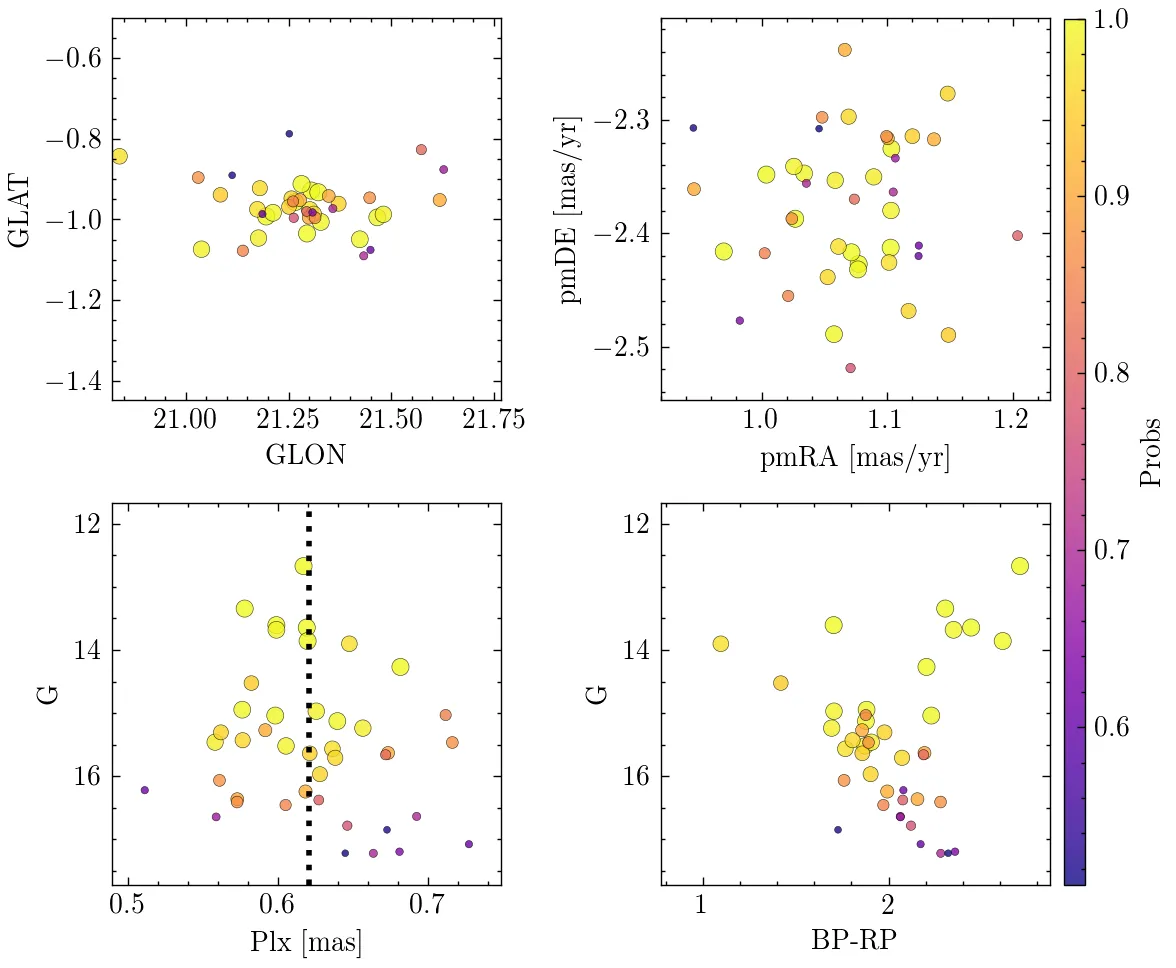 −0.6
−0.8
−1.0
−1.2
−1.4
GLAT
21.00 21.25 21.50 21.75
GLON
−2.3
−2.4
−2.5
pmDE [mas/yr]
1.0 1.1 1.2
pmRA [mas/yr]
12
14
16
G
0.5 0.6 0.7
Plx [mas]
12
14
16
G
1 2
BP-RP
1.0
0.9
0.8
0.7
0.6
Probs